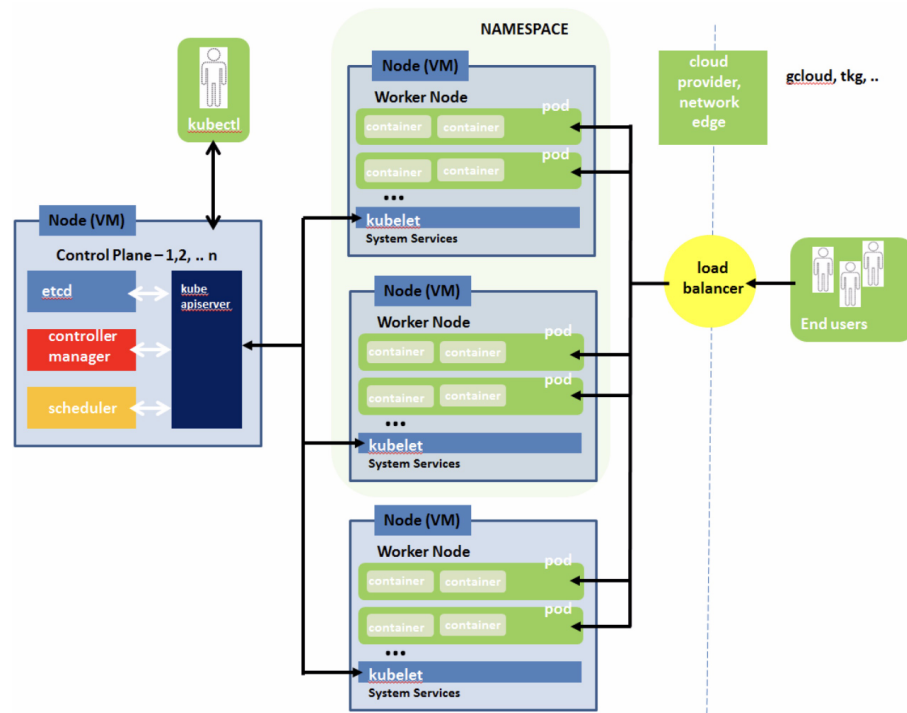 NAMESPACE
kubectl
Node (VM)
Control Plane – 1,2, .. n
etcd
kube
apiserver
controller
manager
scheduler
Node (VM)
Worker Node
pod
container container
pod
container container
...
kubelet
System Services
Node (VM)
Worker Node
pod
container container
pod
container container
...
kubelet
System Services
Node (VM)
Worker Node
pod
container container
pod
container container
...
kubelet
System Services
cloud
provider,
network
edge
gcloud, tkg, ..
load
balancer
End users